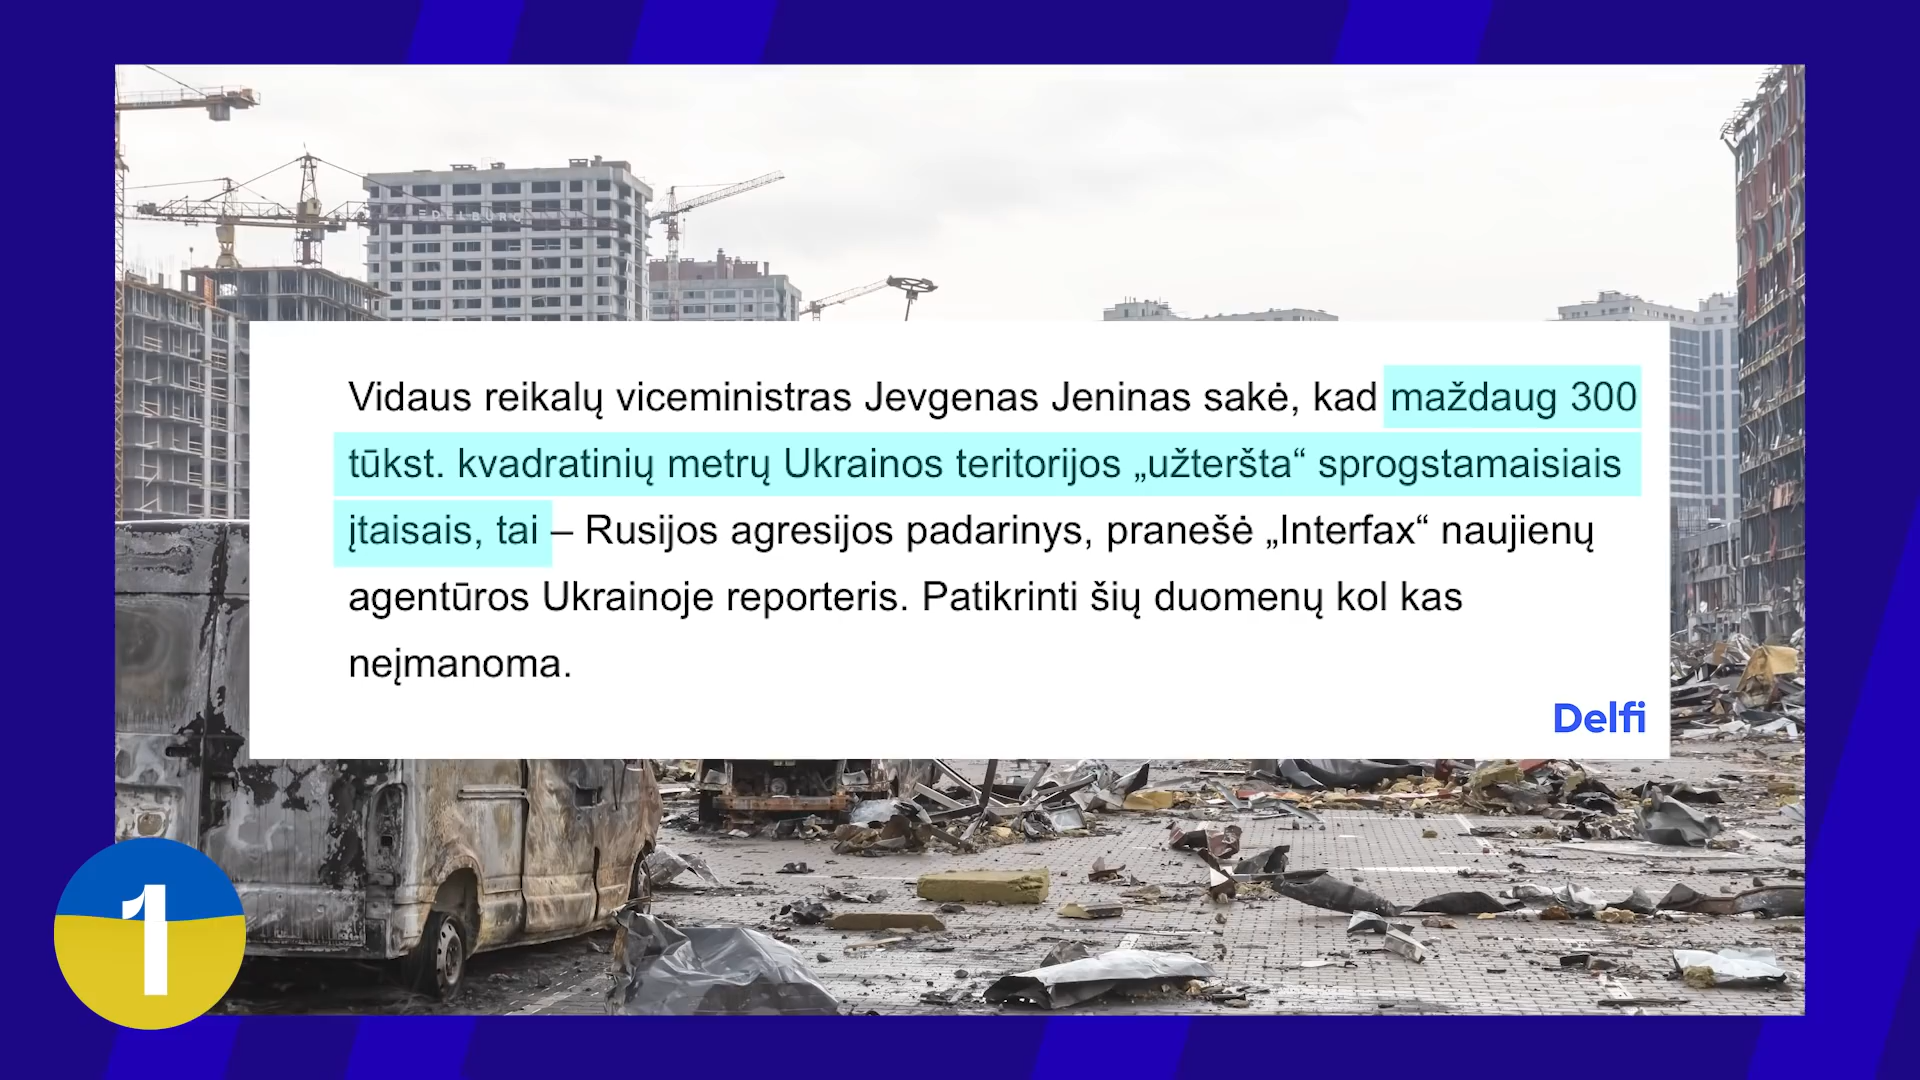 EDELBURG
Vidaus reikalų viceministras Jevgenas Jeninas sakė, kad maždaug 300
tūkst. kvadratinių metrų Ukrainos teritorijos „užteršta“ sprogstamaisiais
įtaisais, tai – Rusijos agresijos padarinys, pranešė „Interfax“ naujienų
agentūros Ukrainoje reporteris. Patikrinti šių duomenų kol kas
neįmanoma.
Delfi
1